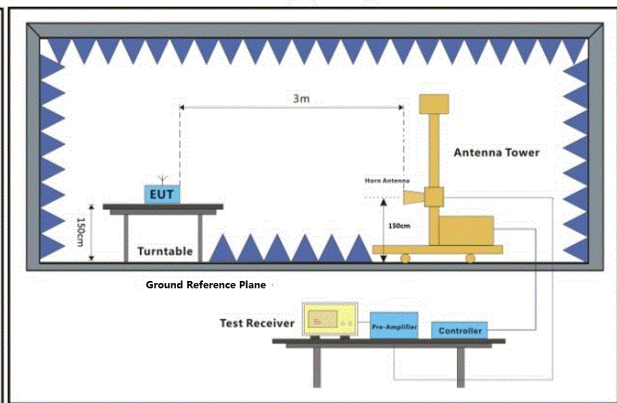 3m
Antenna Tower
Horn Antenna
EUT
150cm
150cm
Turntable
Ground Reference Plane
Test Receiver
Pre-Amplifier
Controller